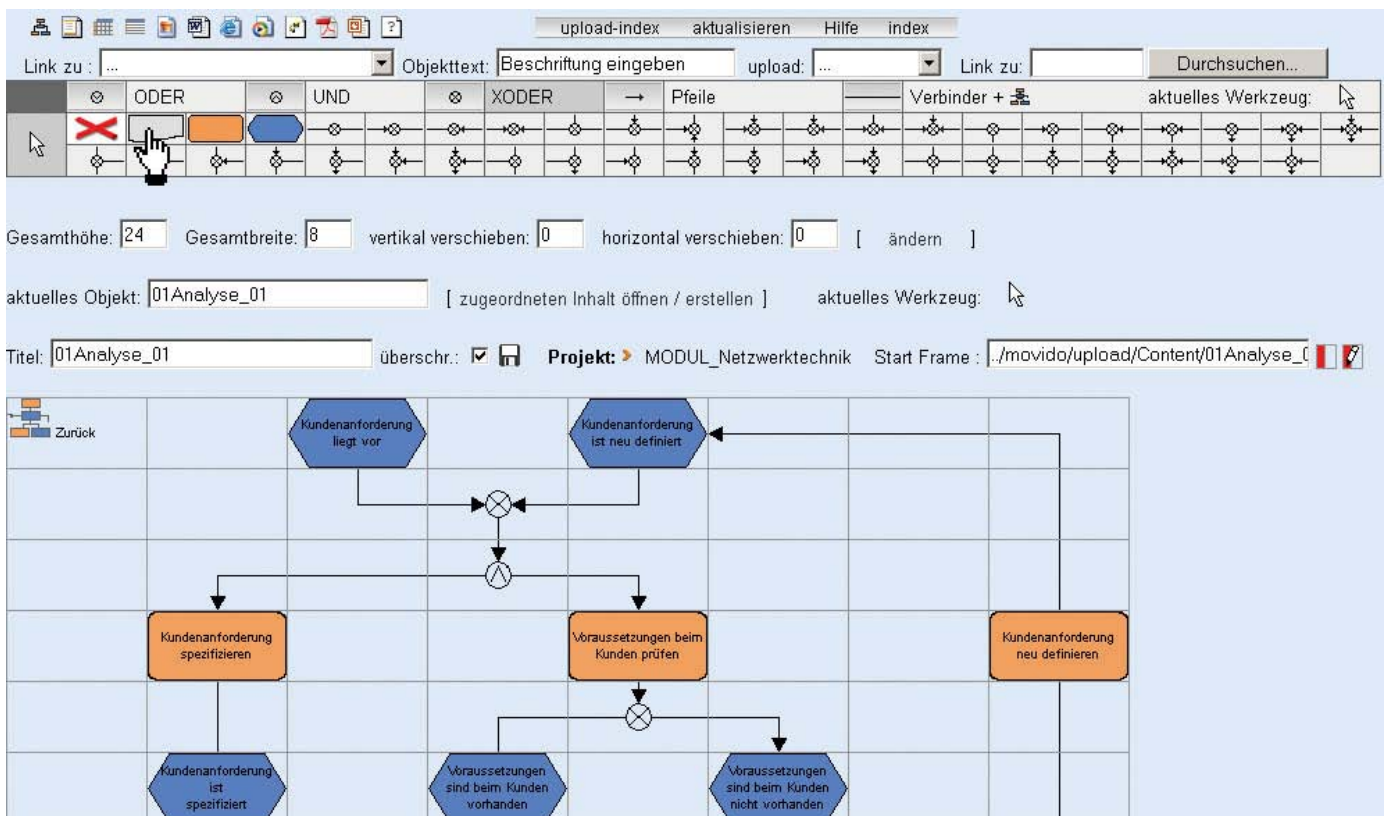 upload-index aktualisieren Hilfe index
Link zu : ... Objekttext: Beschriftung eingeben upload: ... Link zu: Durchsuchen...
ODER UND XODER Pfeile Verbinder + aktuelles Werkzeug:
Gesamthöhe: 24 Gesamtbreite: 8 vertikal verschieben: 0 horizontal verschieben: 0 [ ändern ]
aktuelles Objekt: 01Analyse_01 [ zugeordneten Inhalt öffnen / erstellen ] aktuelles Werkzeug:
Titel: 01Analyse_01 überschr.: Projekt: MODUL_Netzwerktechnik Start Frame : ../movido/upload/Content/01Analyse_0
Zurück
Kundenanforderung
liegt vor
Kundenanforderung
ist neu definiert
Kundenanforderung
spezifizieren
Voraussetzungen beim
Kunden prüfen
Kundenanforderung
neu definieren
Kundenanforderung
ist
spezifiziert
Voraussetzungen
sind beim Kunden
vorhanden
Voraussetzungen
sind beim Kunden
nicht vorhanden